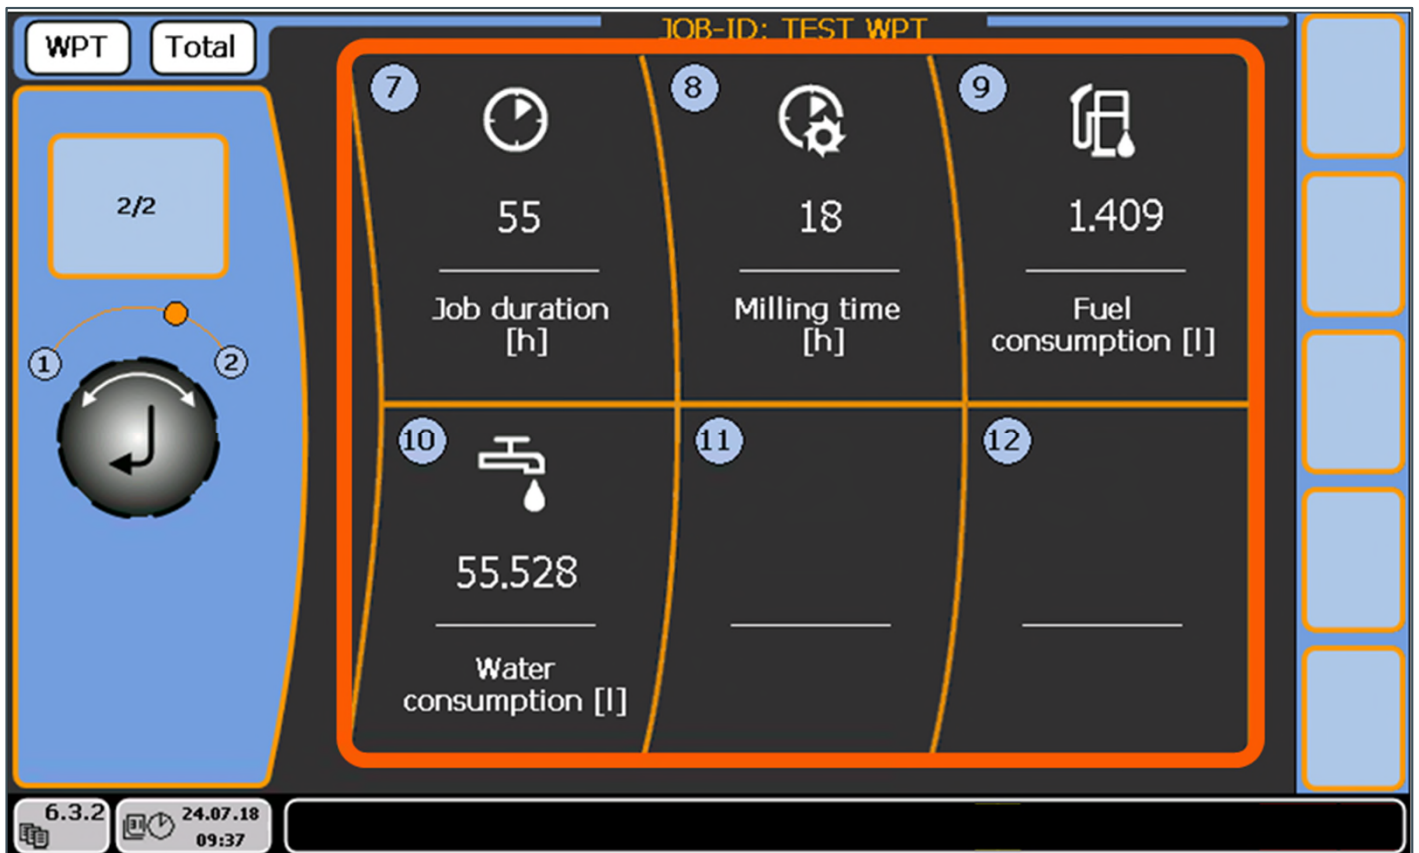 WPT Total
JOB-ID: TEST WPT
2/2
1
2
7
55
Job duration
[h]
8
18
Milling time
[h]
9
1.409
Fuel
consumption [l]
10
55.528
Water
consumption [l]
11
12
6.3.2
31
24.07.18
09:37